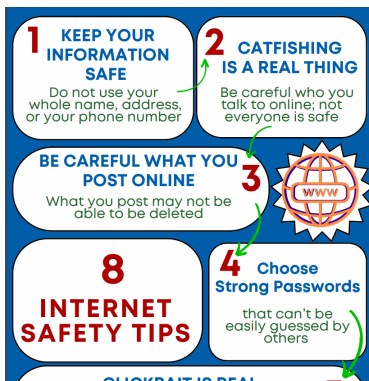 1
KEEP YOUR
INFORMATION
SAFE
Do not use your
whole name, address,
or your phone number
2
CATFISHING
IS A REAL THING
Be careful who you
talk to online; not
everyone is safe
BE CAREFUL WHAT YOU
POST ONLINE
3
What you post may not be
able to be deleted
WWW
8
INTERNET
SAFETY TIPS
4
Choose
Strong Passwords
that can't be
easily guessed by
others
CLICKBAIT IS REAL